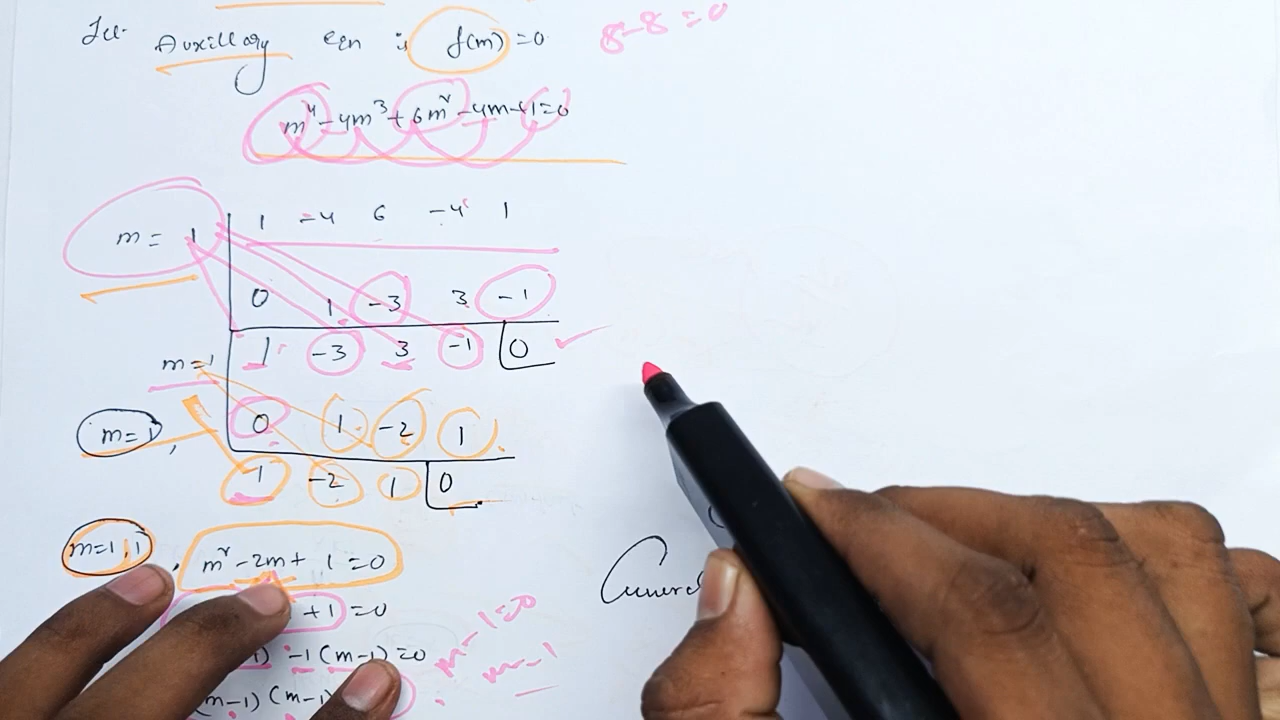 Auxillary eqn is f(m) = 0
8-8 = 0
m⁴ - 4m³ + 6m² - 4m + 1 = 0
m = 1 | 1 -4 6 -4 1
0 1 -3 3 -1
m = 1 | 1 -3 3 -1 | 0
m = 1, 0 1 -2 1
1 -2 1 | 0
m = 1, 1, m² - 2m + 1 = 0
+ 1 = 0
-1 (m-1) = 0
m-1=0
m=1
(m-1) (m-1)